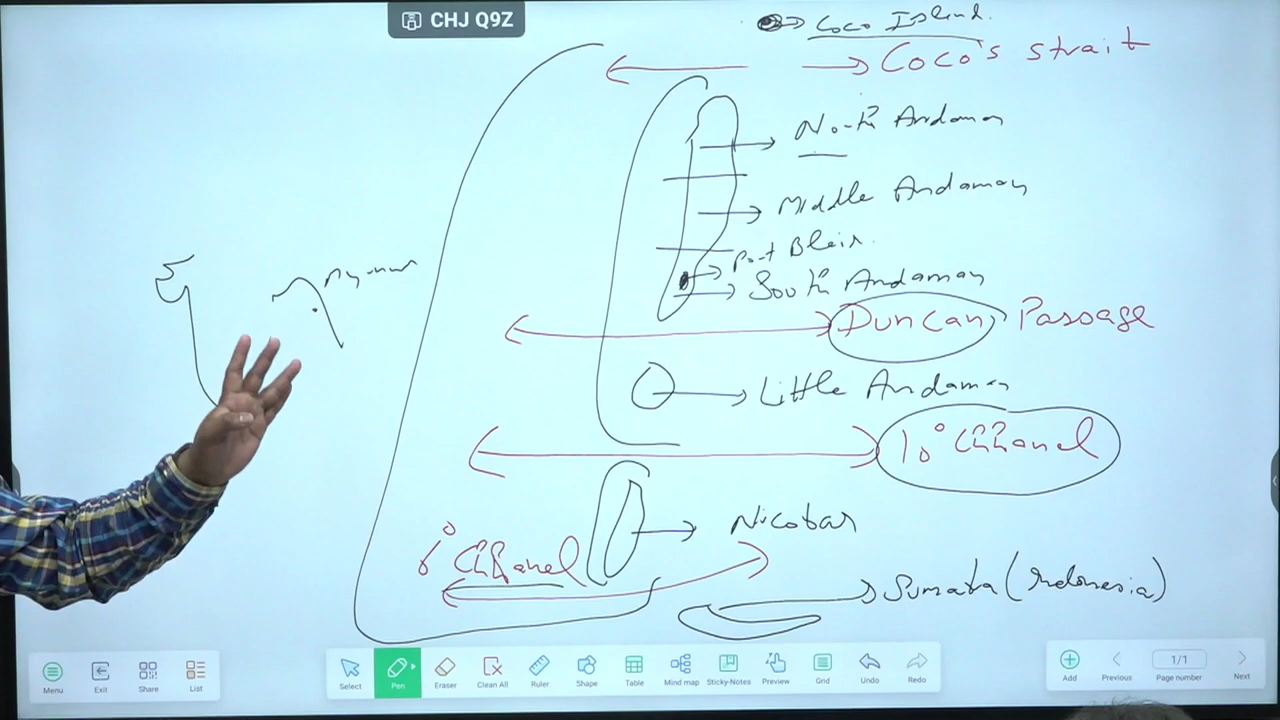 CHJ Q9Z
Coco Island.
Coco's strait
North Andaman
Middle Andaman
Port Blair.
South Andaman
Myanmar
Duncan Passage
Little Andaman
10° Channel
Nicobar
6° Channel
Sumatra (Indonesia)
Menu
Exit
Share
List
Select
Pen
Eraser
Clean All
Ruler
Shape
Table
Mind map
Sticky-Notes
Preview
Grid
Undo
Redo
Add
Previous
1/1
Page number
Next